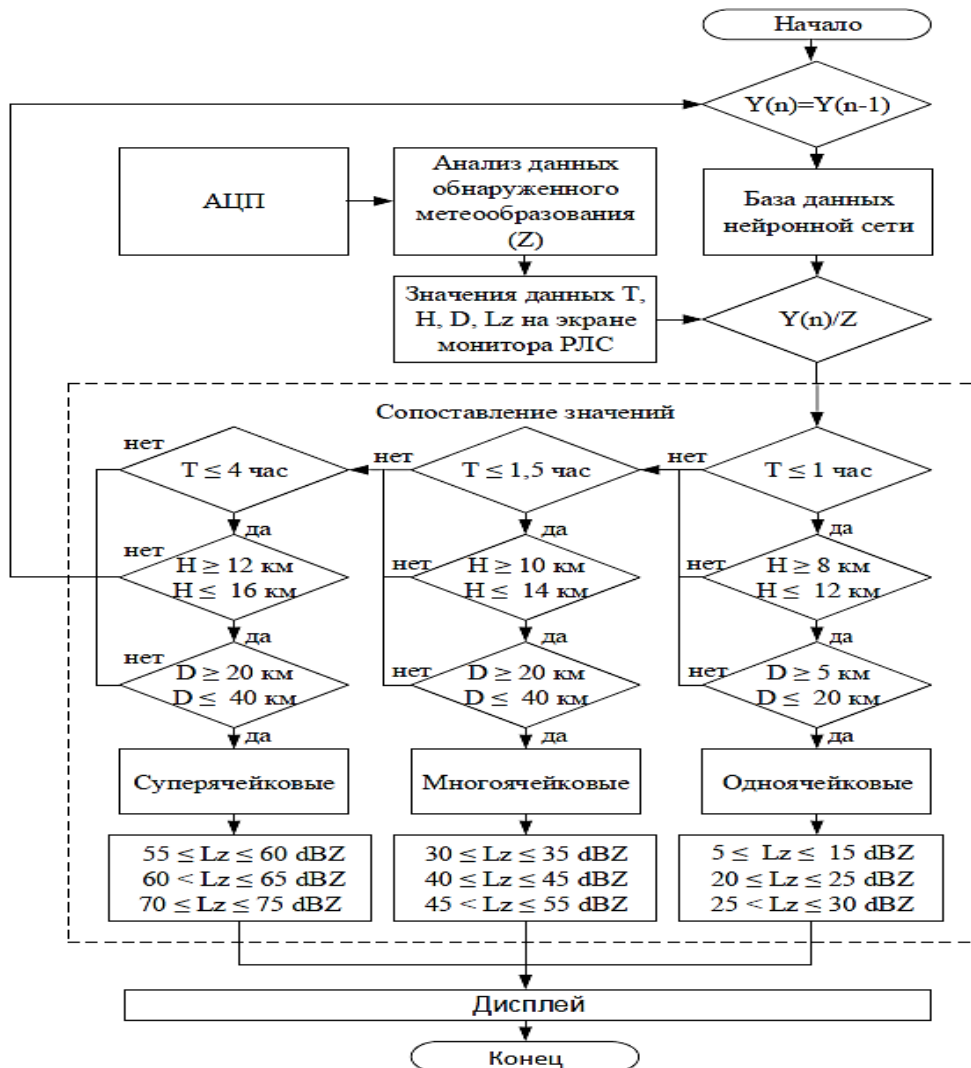 Начало
Y(n)=Y(n-1)
АЦП
Анализ данных
обнаруженного
метеообразования
(Z)
База данных
нейронной сети
Значения данных T,
H, D, Lz на экране
монитора РЛС
Y(n)/Z
Сопоставление значений
нет
T ≤ 4 час
нет
T ≤ 1,5 час
нет
T ≤ 1 час
да
да
да
нет
H ≥ 12 км
H ≤ 16 км
нет
H ≥ 10 км
H ≤ 14 км
нет
H ≥ 8 км
H ≤ 12 км
да
да
да
нет
D ≥ 20 км
D ≤ 40 км
нет
D ≥ 20 км
D ≤ 40 км
нет
D ≥ 5 км
D ≤ 20 км
да
да
да
Суперячейковые
Многоячейковые
Одноячейковые
55 ≤ Lz ≤ 60 dBZ
60 < Lz ≤ 65 dBZ
70 ≤ Lz ≤ 75 dBZ
30 ≤ Lz ≤ 35 dBZ
40 ≤ Lz ≤ 45 dBZ
45 < Lz ≤ 55 dBZ
5 ≤ Lz ≤ 15 dBZ
20 ≤ Lz ≤ 25 dBZ
25 < Lz ≤ 30 dBZ
Дисплей
Конец